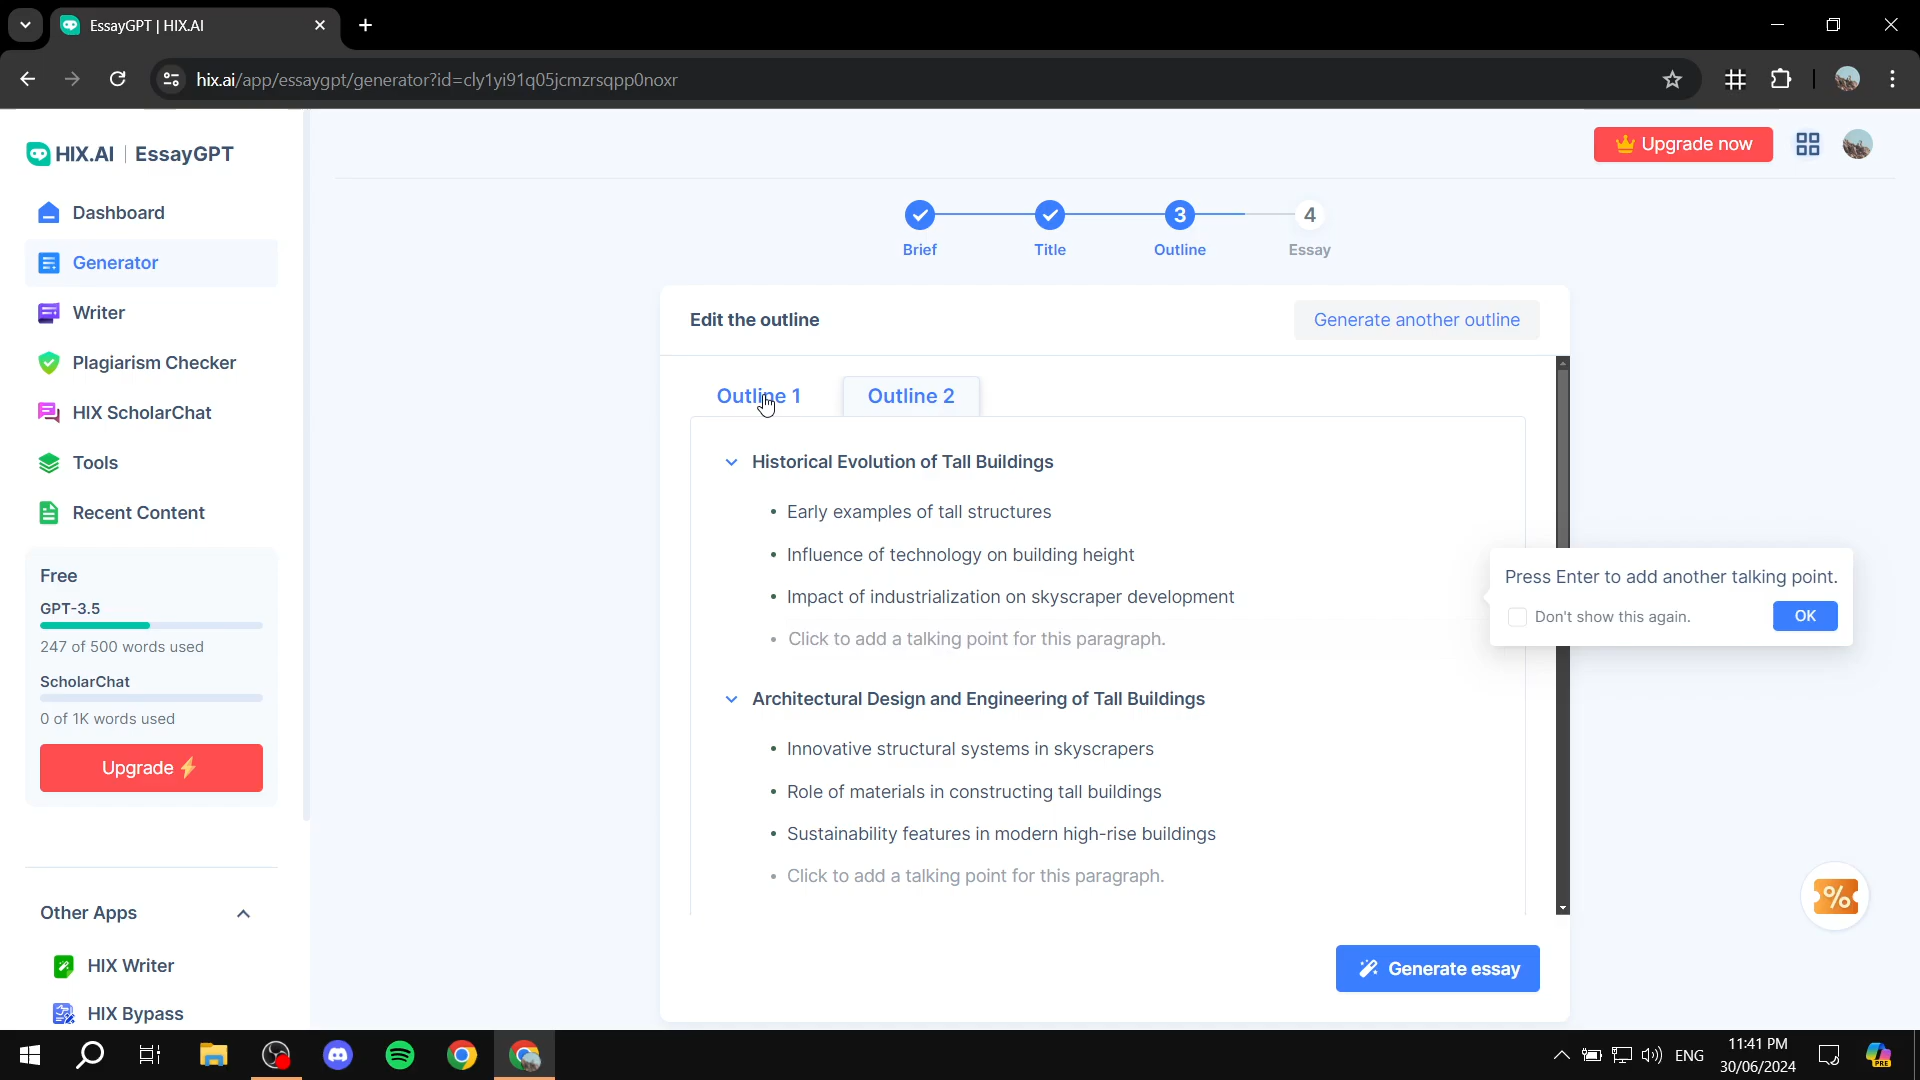 EssayGPT | HIX.AI
hix.ai/app/essaygpt/generator?id=cly1yi91q05jcmzrsqpp0noxr
HIX.AI | EssayGPT
Upgrade now
Dashboard
Generator
Writer
Plagiarism Checker
HIX ScholarChat
Tools
Recent Content
Free
GPT-3.5
247 of 500 words used
ScholarChat
0 of 1K words used
Upgrade
Other Apps
HIX Writer
HIX Bypass
3
4
Brief
Title
Outline
Essay
Edit the outline
Generate another outline
Outline 1
Outline 2
Historical Evolution of Tall Buildings
• Early examples of tall structures
• Influence of technology on building height
• Impact of industrialization on skyscraper development
• Click to add a talking point for this paragraph.
Architectural Design and Engineering of Tall Buildings
• Innovative structural systems in skyscrapers
• Role of materials in constructing tall buildings
• Sustainability features in modern high-rise buildings
• Click to add a talking point for this paragraph.
Press Enter to add another talking point.
Don't show this again.
OK
%
Generate essay
ENG
11:41 PM
30/06/2024
PRE